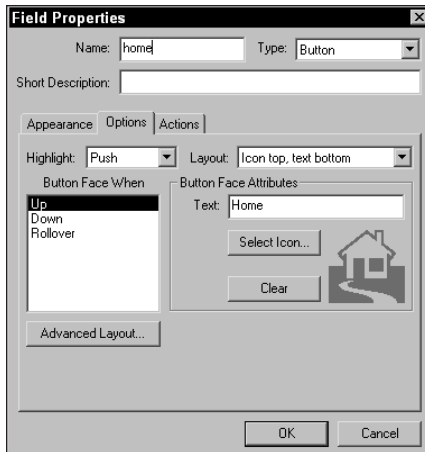 Field Properties
Name: home Type: Button
Short Description:
Appearance Options Actions
Highlight: Push Layout: Icon top, text bottom
Button Face When Button Face Attributes
Up Text: Home
Down
Rollover
Select Icon...
Clear
Advanced Layout...
OK Cancel